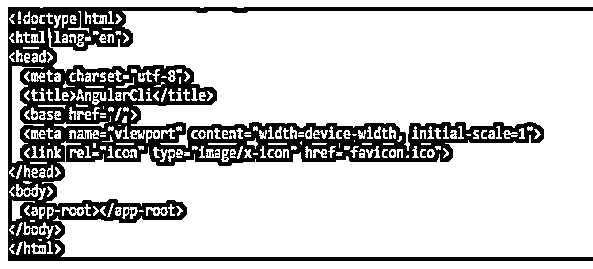 <!doctype html>
<html lang="en">
<head>
  <meta charset="utf-8">
  <title>AngularCli</title>
  <base href="/">
  <meta name="viewport" content="width=device-width, initial-scale=1">
  <link rel="icon" type="image/x-icon" href="favicon.ico">
</head>
<body>
  <app-root></app-root>
</body>
</html>